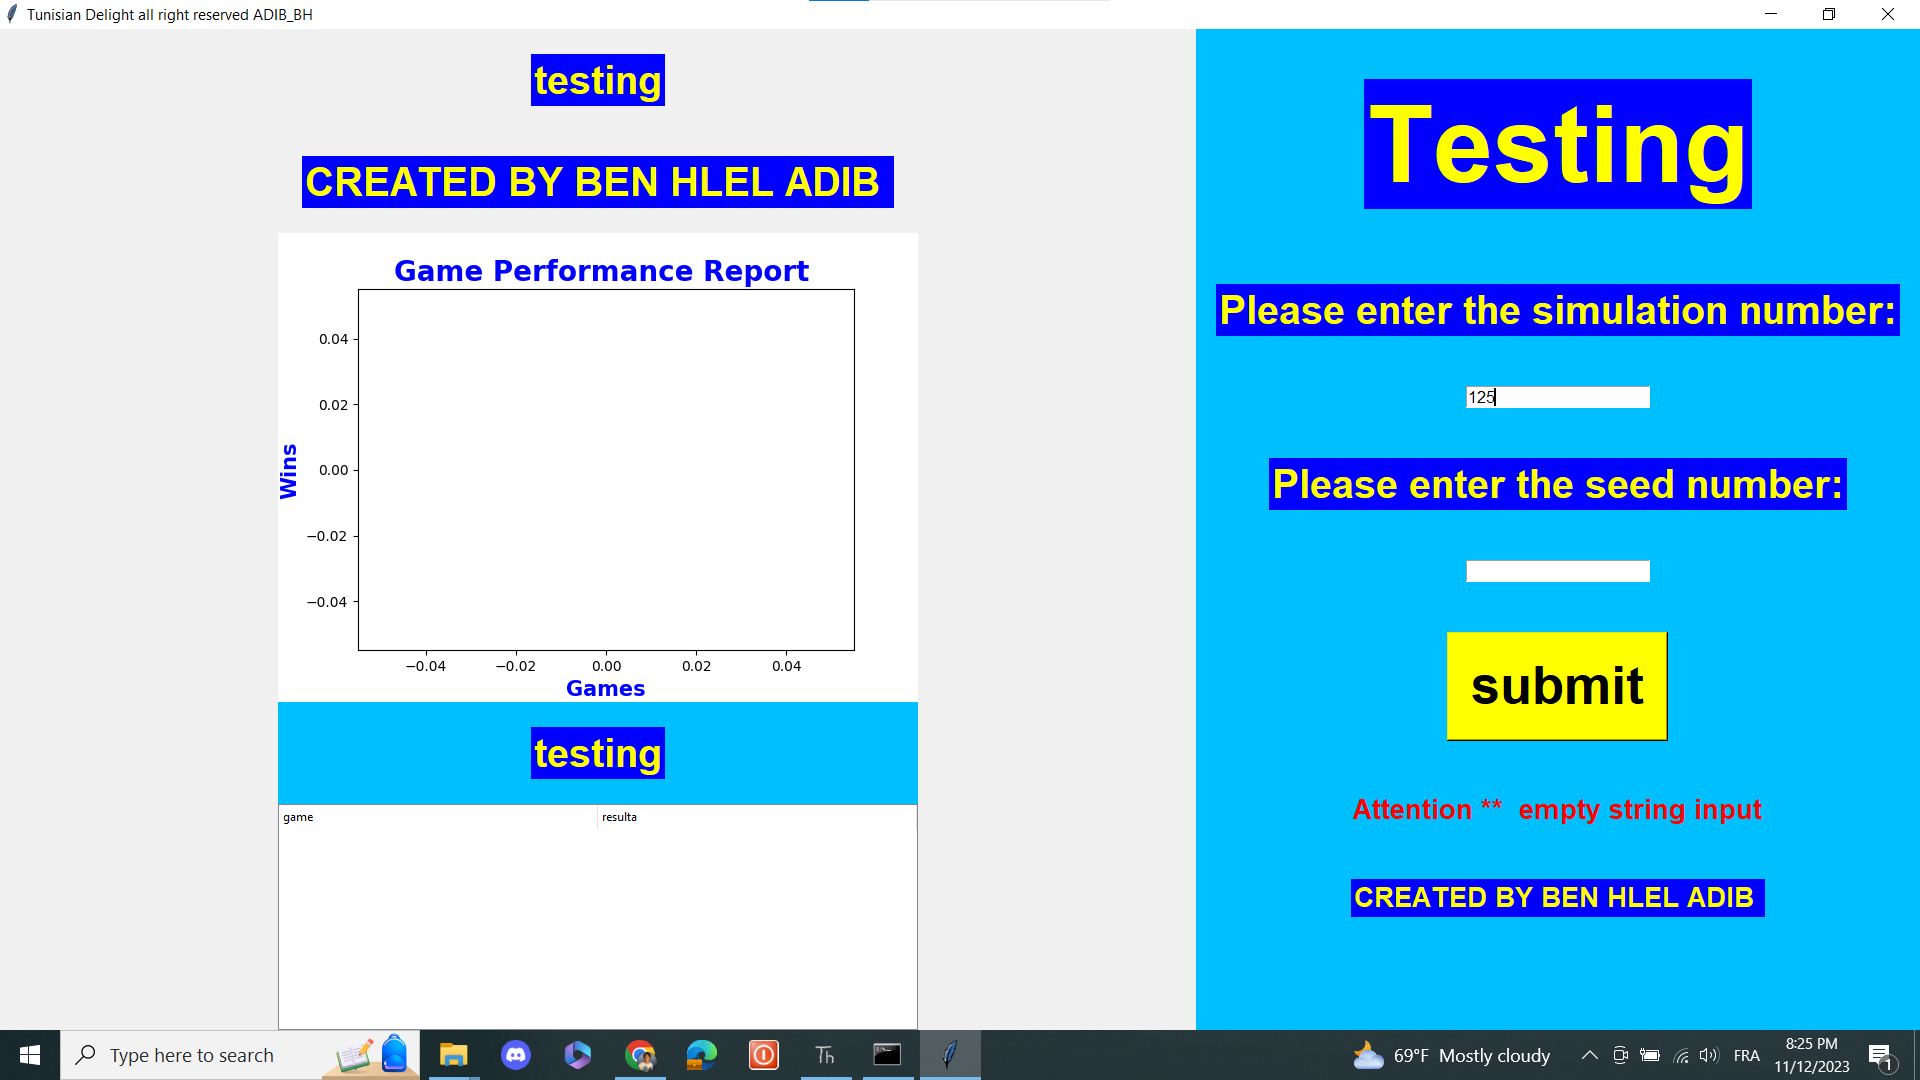 Tunisian Delight all right reserved ADIB_BH
testing
CREATED BY BEN HLEL ADIB
Game Performance Report
0.04
0.02
0.00
−0.02
−0.04
Wins
−0.04 −0.02 0.00 0.02 0.04
Games
testing
game resulta
Testing
Please enter the simulation number:
125
Please enter the seed number:
submit
Attention ** empty string input
CREATED BY BEN HLEL ADIB
Type here to search
Th
69°F Mostly cloudy
FRA
8:25 PM
11/12/2023
1